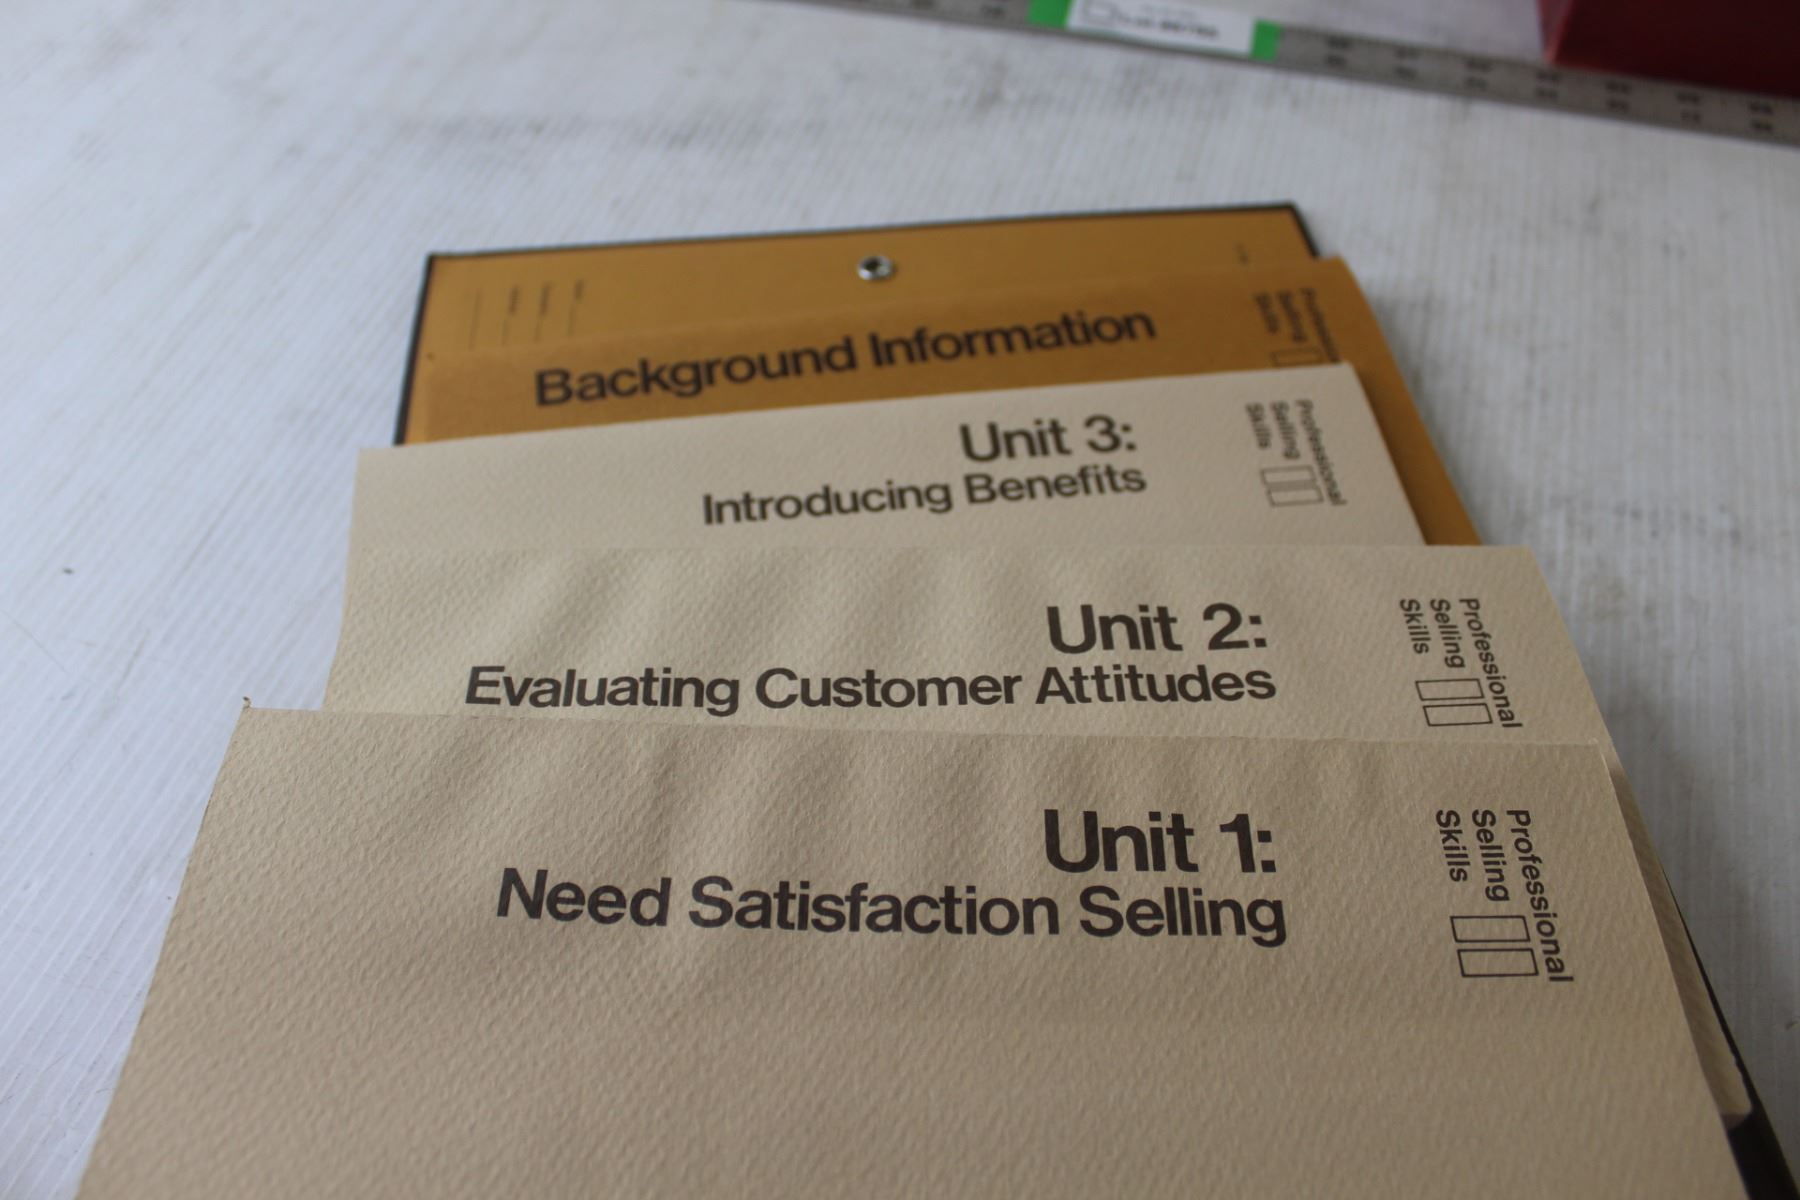 Background Information
Professional
Selling
Skills
Unit 3:
Introducing Benefits
Professional
Selling
Skills
Unit 2:
Evaluating Customer Attitudes
Professional
Selling
Skills
Unit 1:
Need Satisfaction Selling
Professional
Selling
Skills